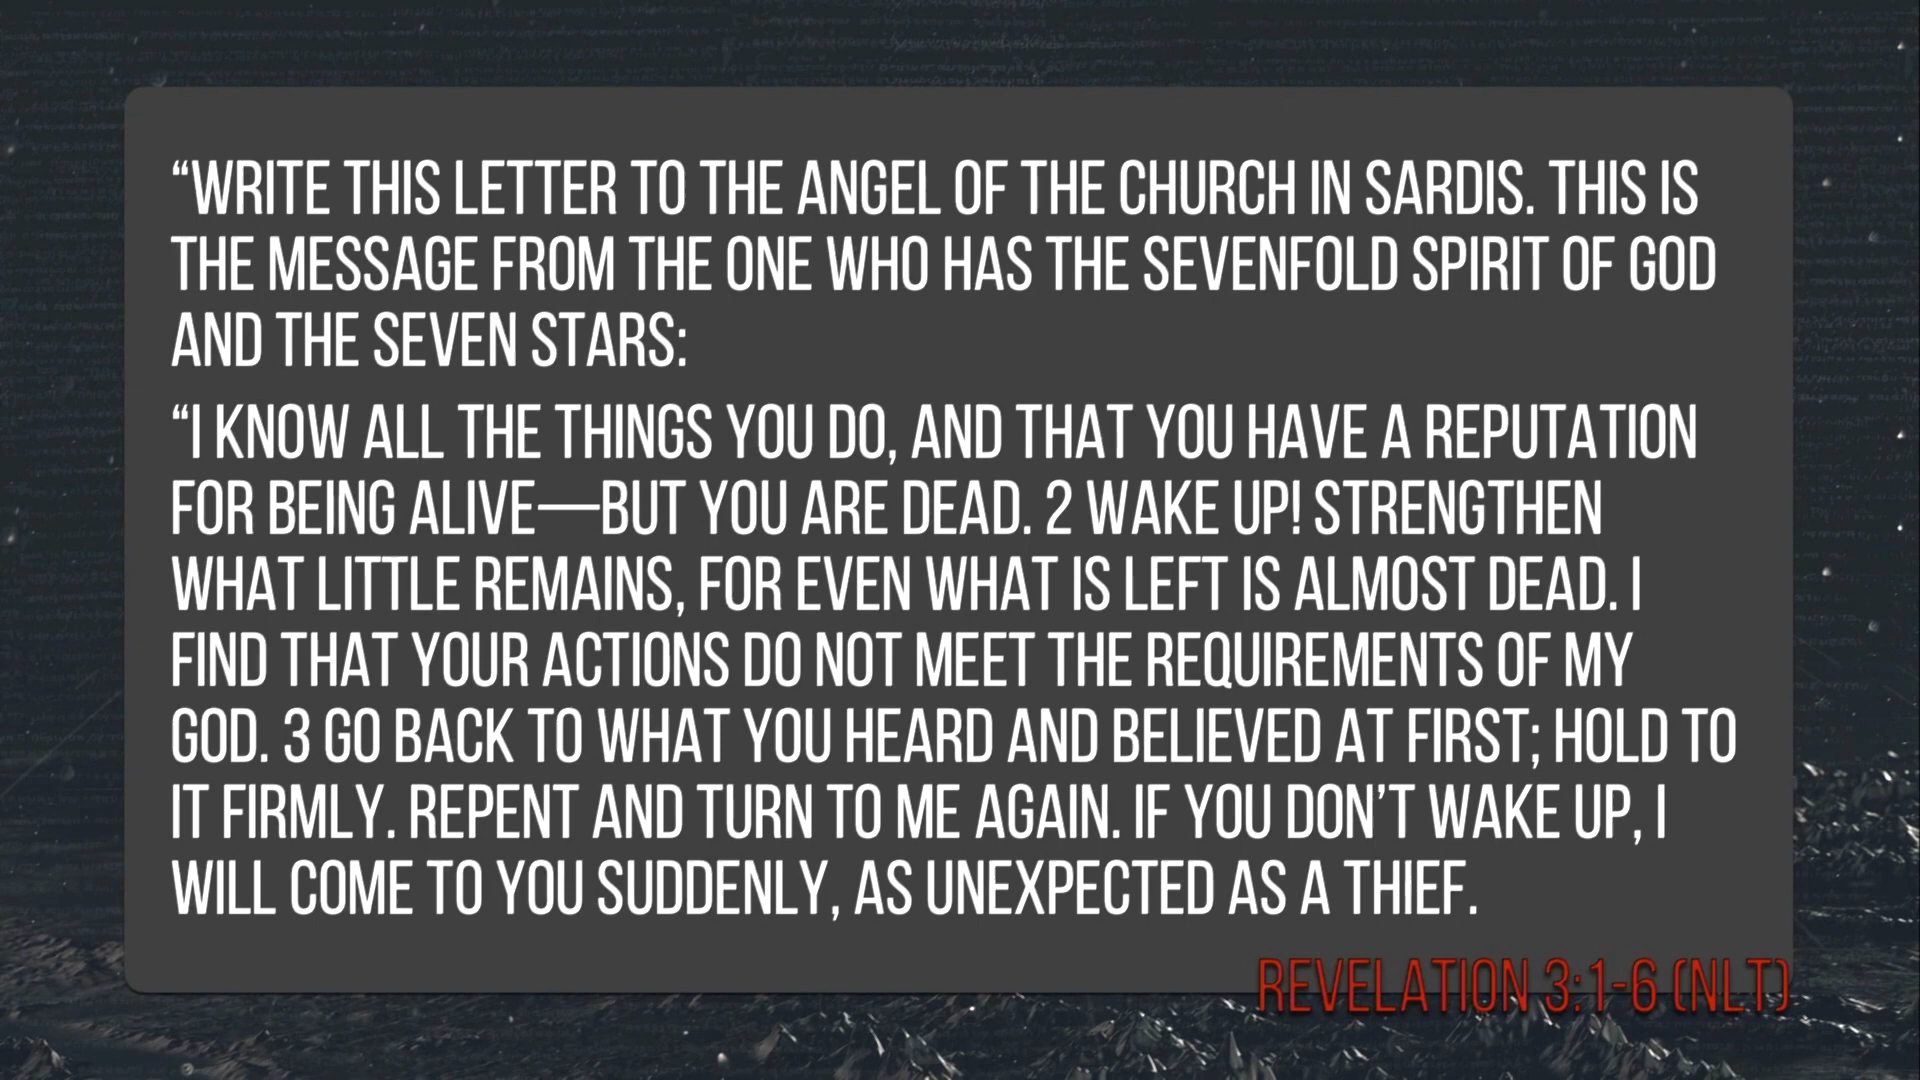 “WRITE THIS LETTER TO THE ANGEL OF THE CHURCH IN SARDIS. THIS IS
THE MESSAGE FROM THE ONE WHO HAS THE SEVENFOLD SPIRIT OF GOD
AND THE SEVEN STARS:
“I KNOW ALL THE THINGS YOU DO, AND THAT YOU HAVE A REPUTATION
FOR BEING ALIVE—BUT YOU ARE DEAD. 2 WAKE UP! STRENGTHEN
WHAT LITTLE REMAINS, FOR EVEN WHAT IS LEFT IS ALMOST DEAD. I
FIND THAT YOUR ACTIONS DO NOT MEET THE REQUIREMENTS OF MY
GOD. 3 GO BACK TO WHAT YOU HEARD AND BELIEVED AT FIRST; HOLD TO
IT FIRMLY. REPENT AND TURN TO ME AGAIN. IF YOU DON’T WAKE UP, I
WILL COME TO YOU SUDDENLY, AS UNEXPECTED AS A THIEF.
REVELATION 3:1-6 (NLT)